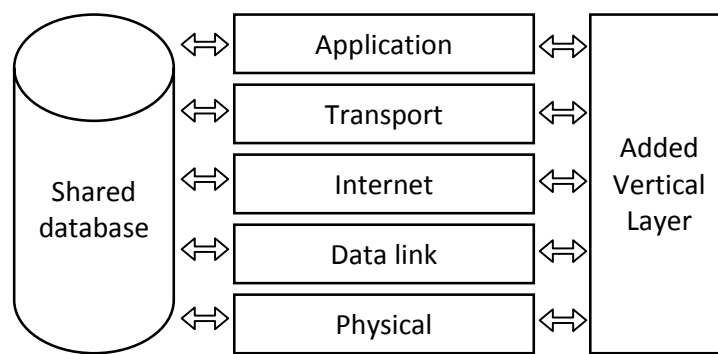 Shared
database
Application
Transport
Internet
Data link
Physical
Added
Vertical
Layer